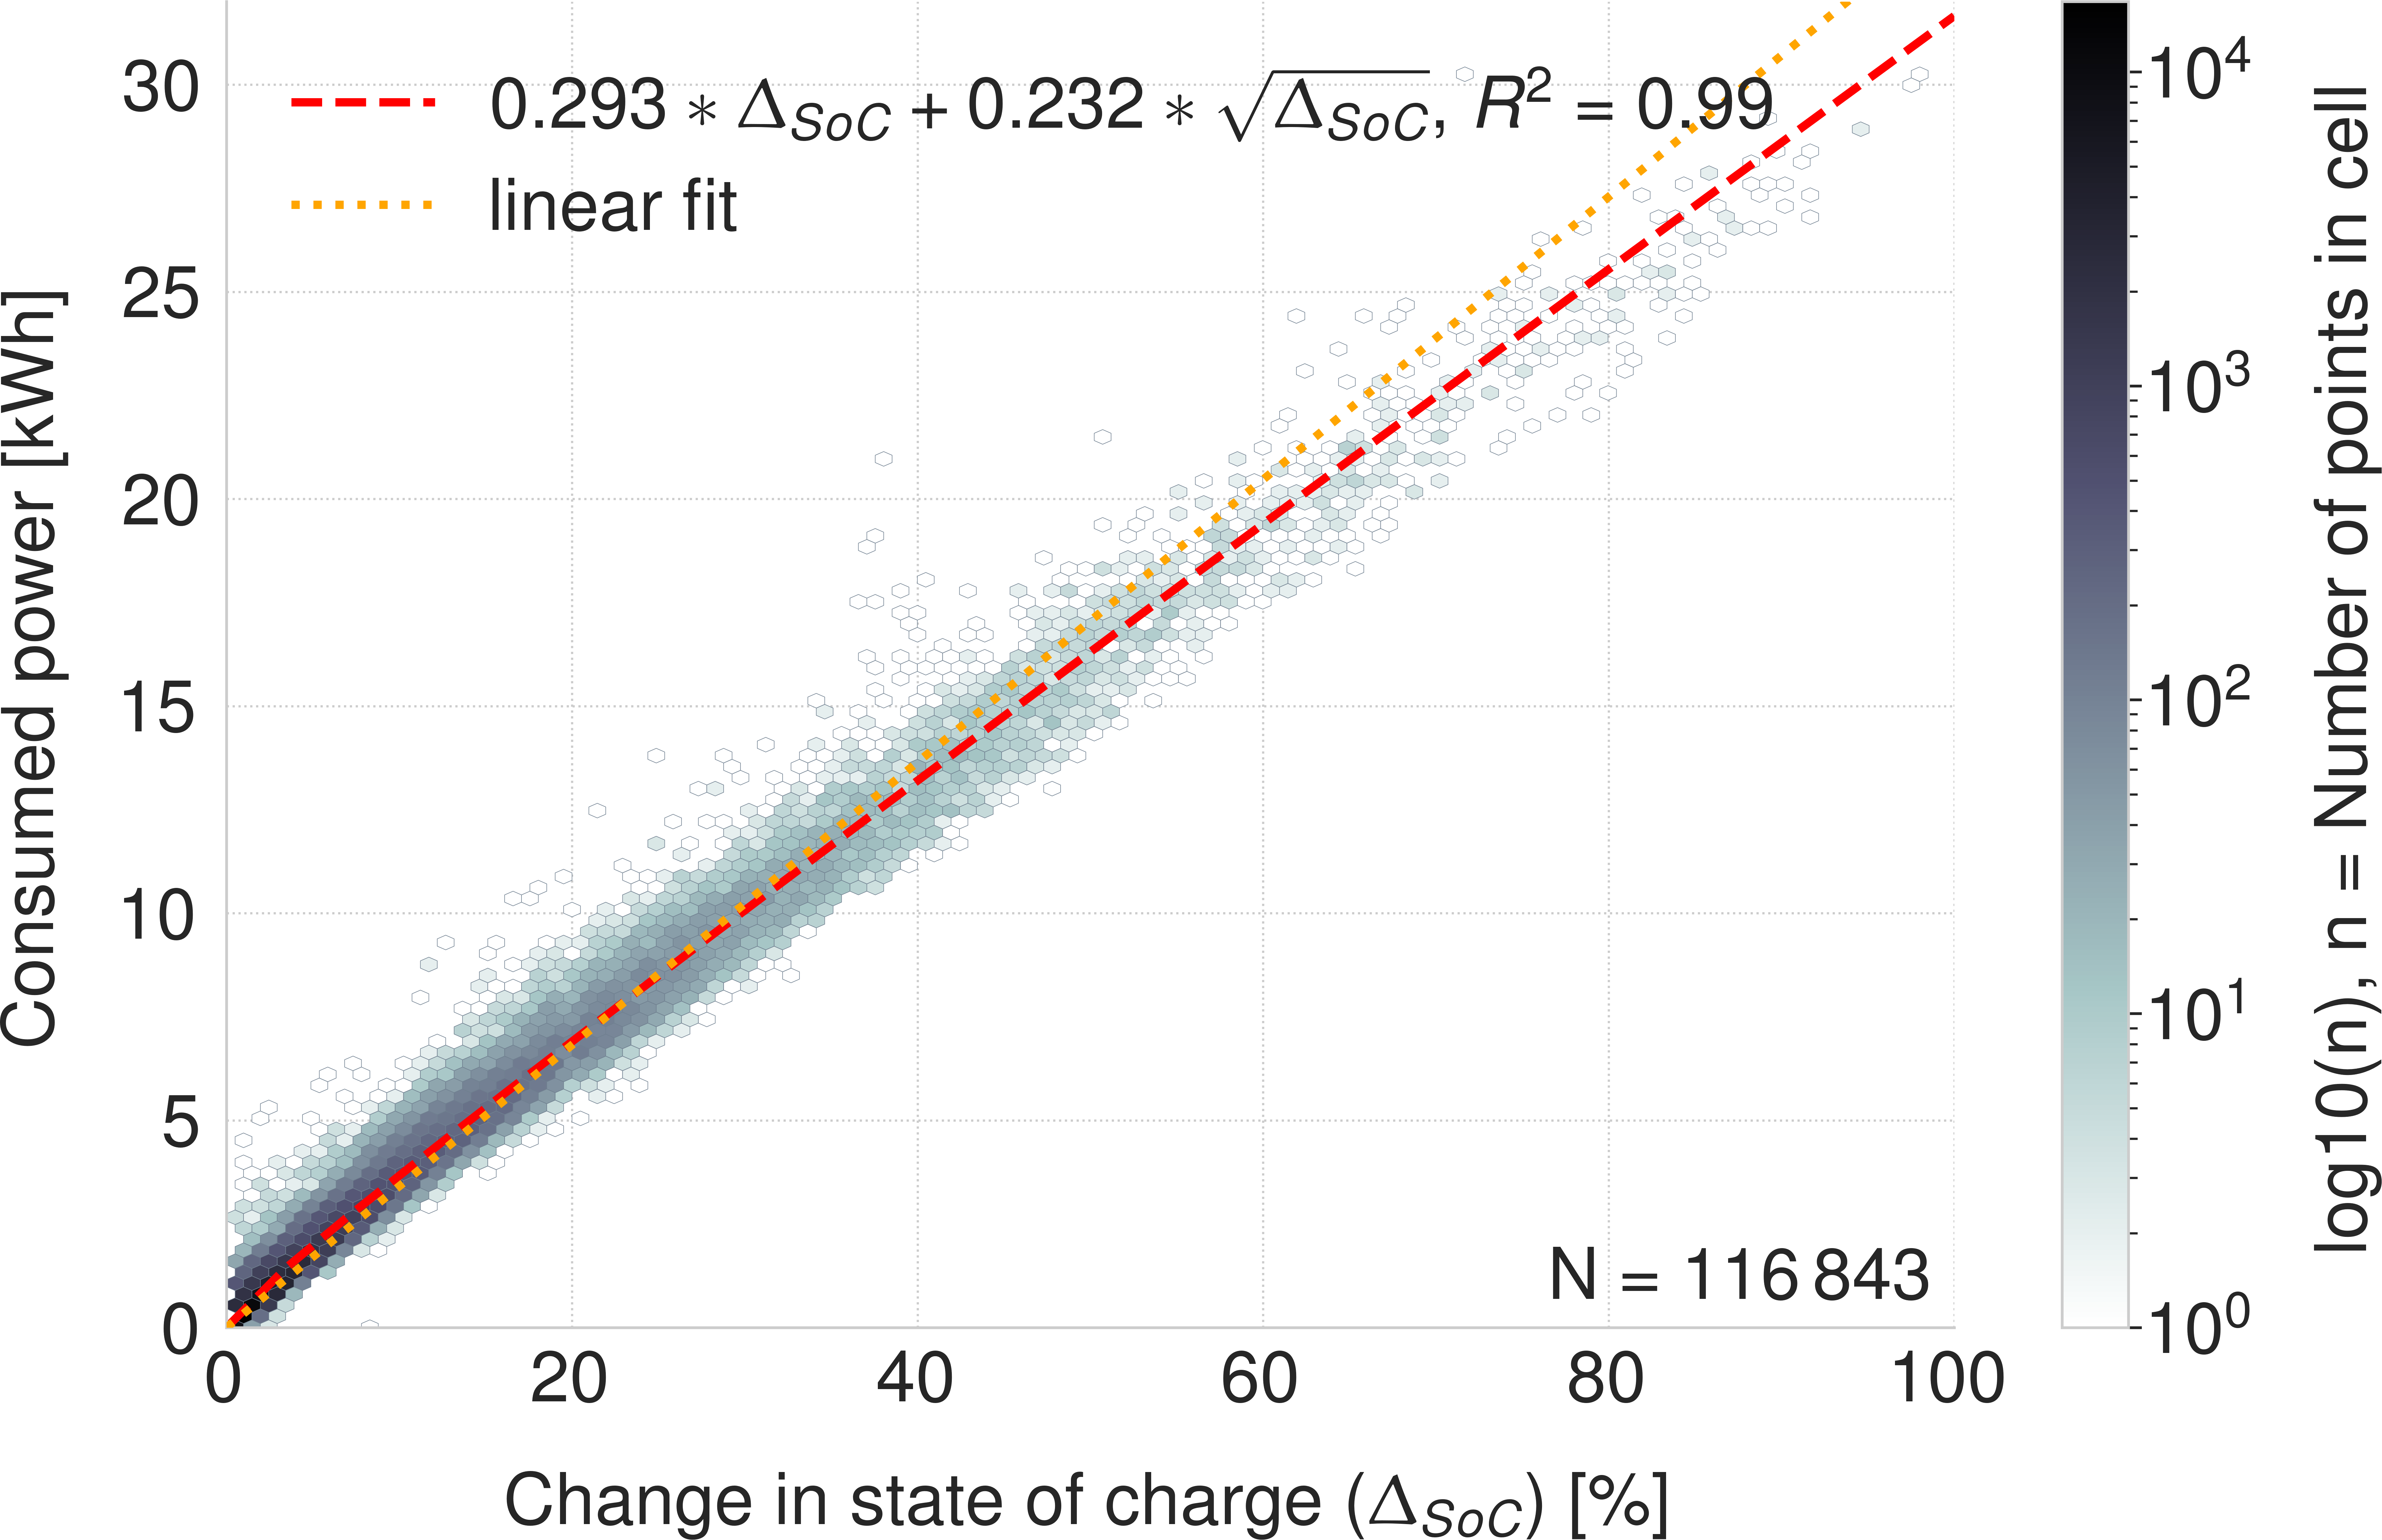 0.293 * Δ_SoC + 0.232 * √Δ_SoC, R² = 0.99
linear fit
Consumed power [kWh]
30
25
20
15
10
5
0
0 20 40 60 80 100
Change in state of charge (Δ_SoC) [%]
N = 116 843
10⁴
10³
10²
10¹
10⁰
log10(n), n = Number of points in cell